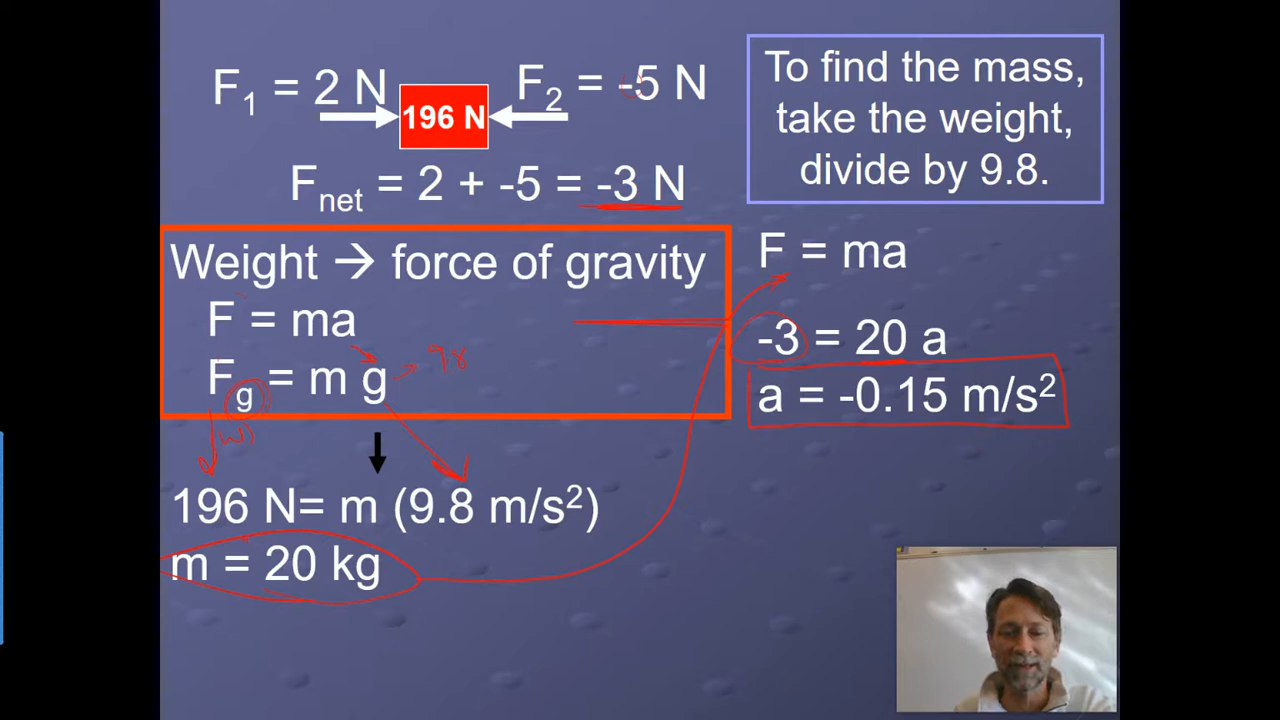 F₁ = 2 N
F₂ = -5 N
196 N
Fnet = 2 + -5 = -3 N
Weight → force of gravity
F = ma
Fg = m g
9.8
W
196 N= m (9.8 m/s²)
m = 20 kg
To find the mass,
take the weight,
divide by 9.8.
F = ma
-3 = 20 a
a = -0.15 m/s²